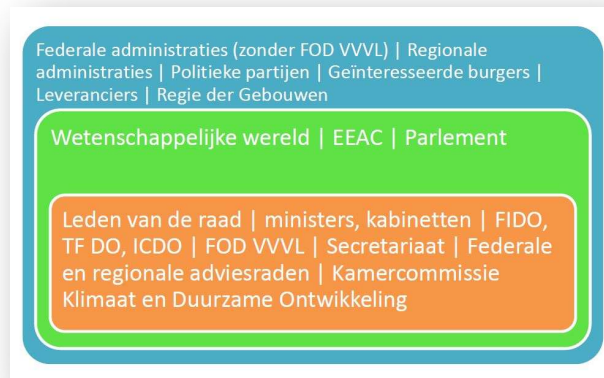 Federale administraties (zonder FOD VVVL) | Regionale
administraties | Politieke partijen | Geïnteresseerde burgers |
Leveranciers | Regie der Gebouwen
Wetenschappelijke wereld | EEAC | Parlement
Leden van de raad | ministers, kabinetten | FIDO,
TF DO, ICDO | FOD VVVL | Secretariaat | Federale
en regionale adviesraden | Kamercommissie
Klimaat en Duurzame Ontwikkeling